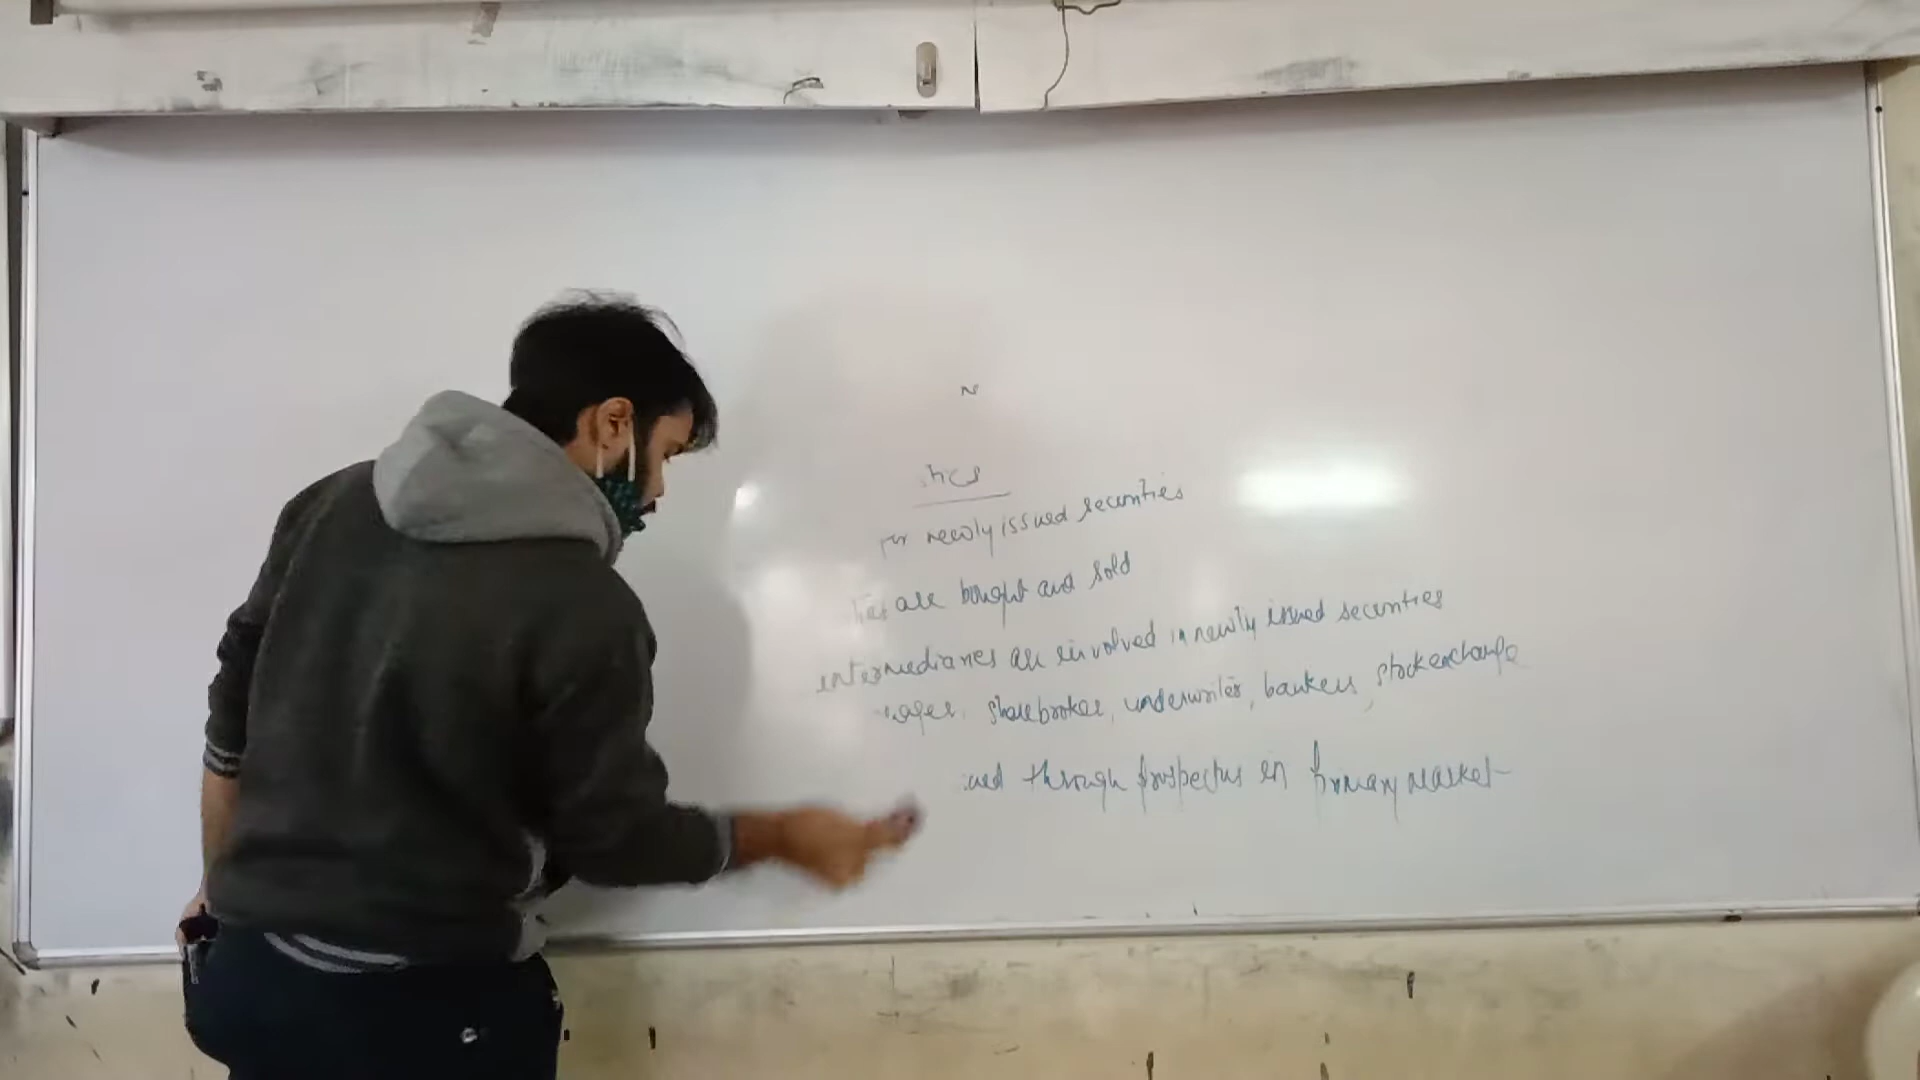 newly issued securities
are bought and sold
intermediaries are involved in newly issued securities
sharebroker, underwriter, bankers, stockexchange
through prospectus in primary market